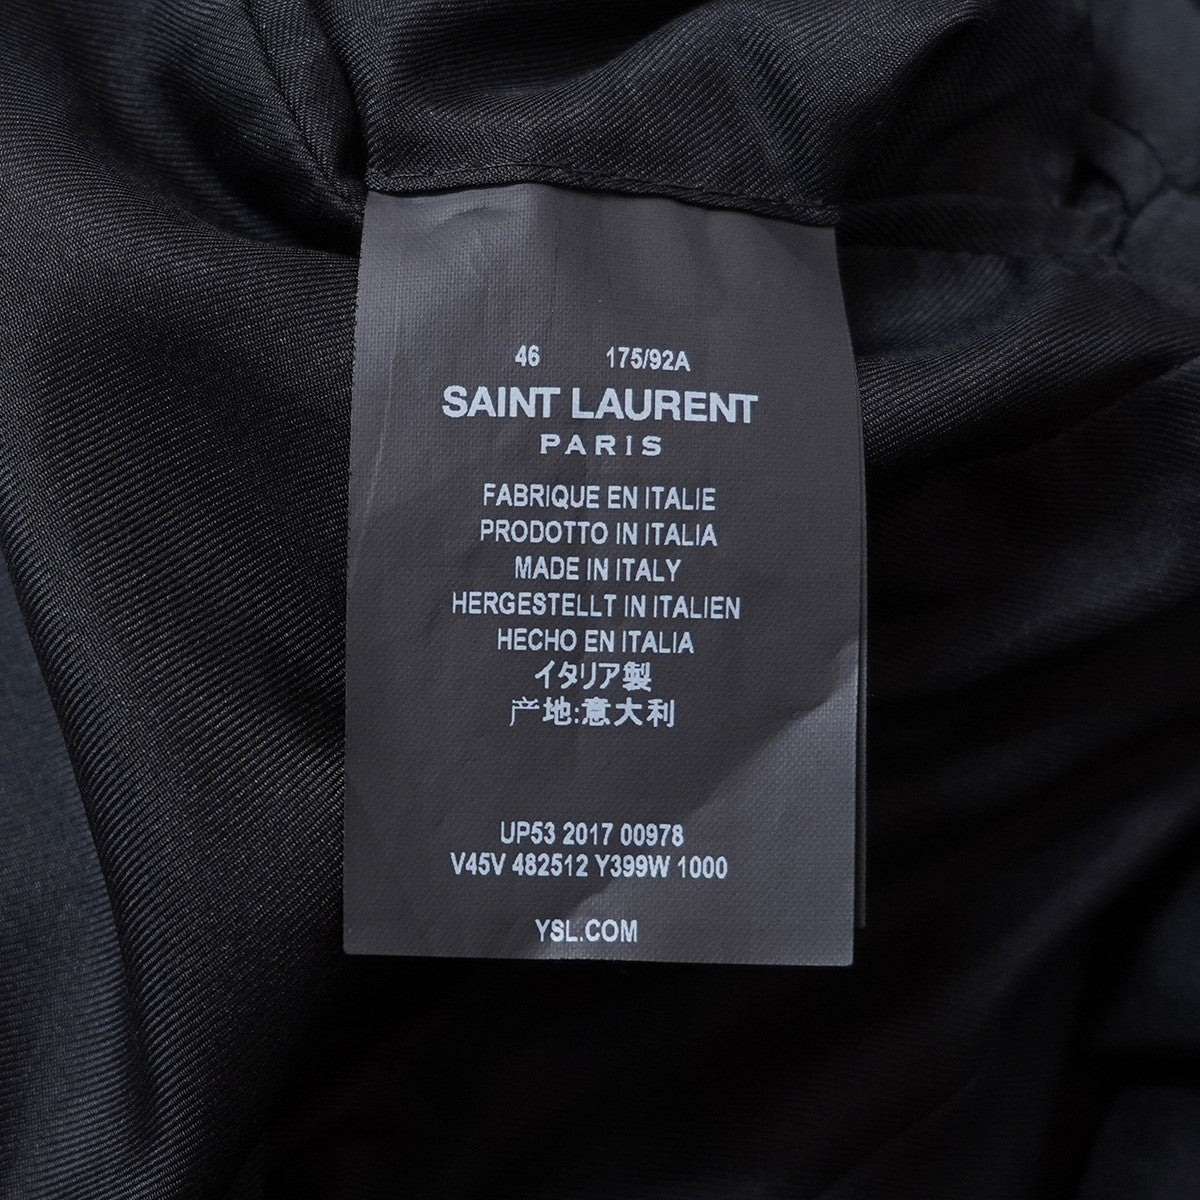 46 175/92A
SAINT LAURENT
PARIS
FABRIQUE EN ITALIE
PRODOTTO IN ITALIA
MADE IN ITALY
HERGESTELLT IN ITALIEN
HECHO EN ITALIA
イタリア製
产地:意大利
UP53 2017 00978
V45V 482512 Y399W 1000
YSL.COM